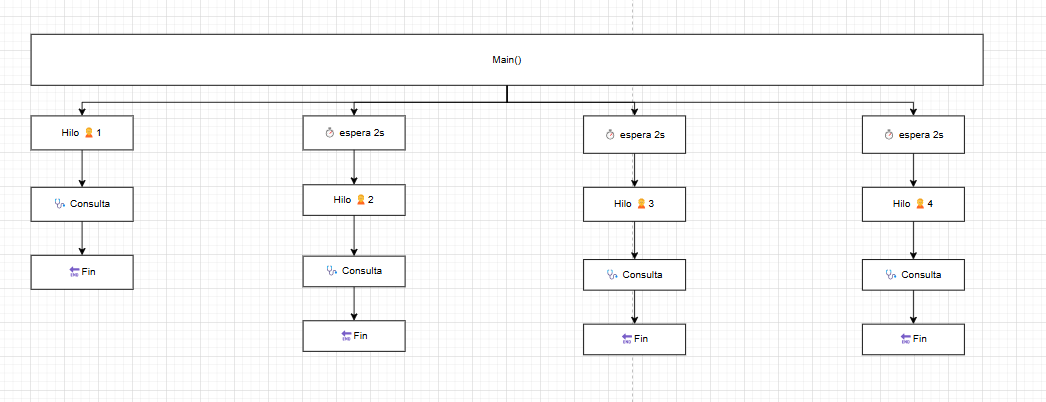 Main()
Hilo 1
espera 2s
espera 2s
espera 2s
Consulta
Hilo 2
Hilo 3
Hilo 4
Fin
Consulta
Consulta
Consulta
Fin
Fin
Fin